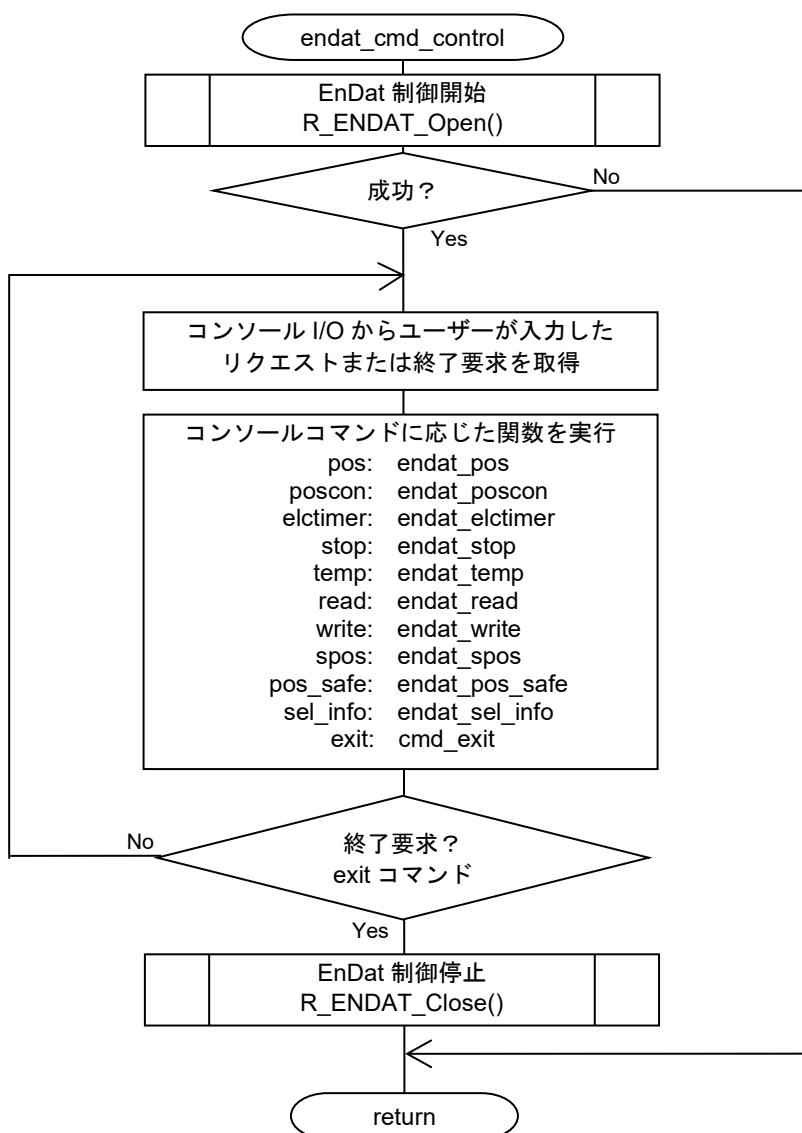 endat_cmd_control
EnDat 制御開始
R_ENDAT_Open()
成功？
No
Yes
コンソール I/O からユーザーが入力した
リクエストまたは終了要求を取得
コンソールコマンドに応じた関数を実行
pos: endat_pos
poscon: endat_poscon
elctimer: endat_elctimer
stop: endat_stop
temp: endat_temp
read: endat_read
write: endat_write
spos: endat_spos
pos_safe: endat_pos_safe
sel_info: endat_sel_info
exit: cmd_exit
No
終了要求？
exit コマンド
Yes
EnDat 制御停止
R_ENDAT_Close()
return